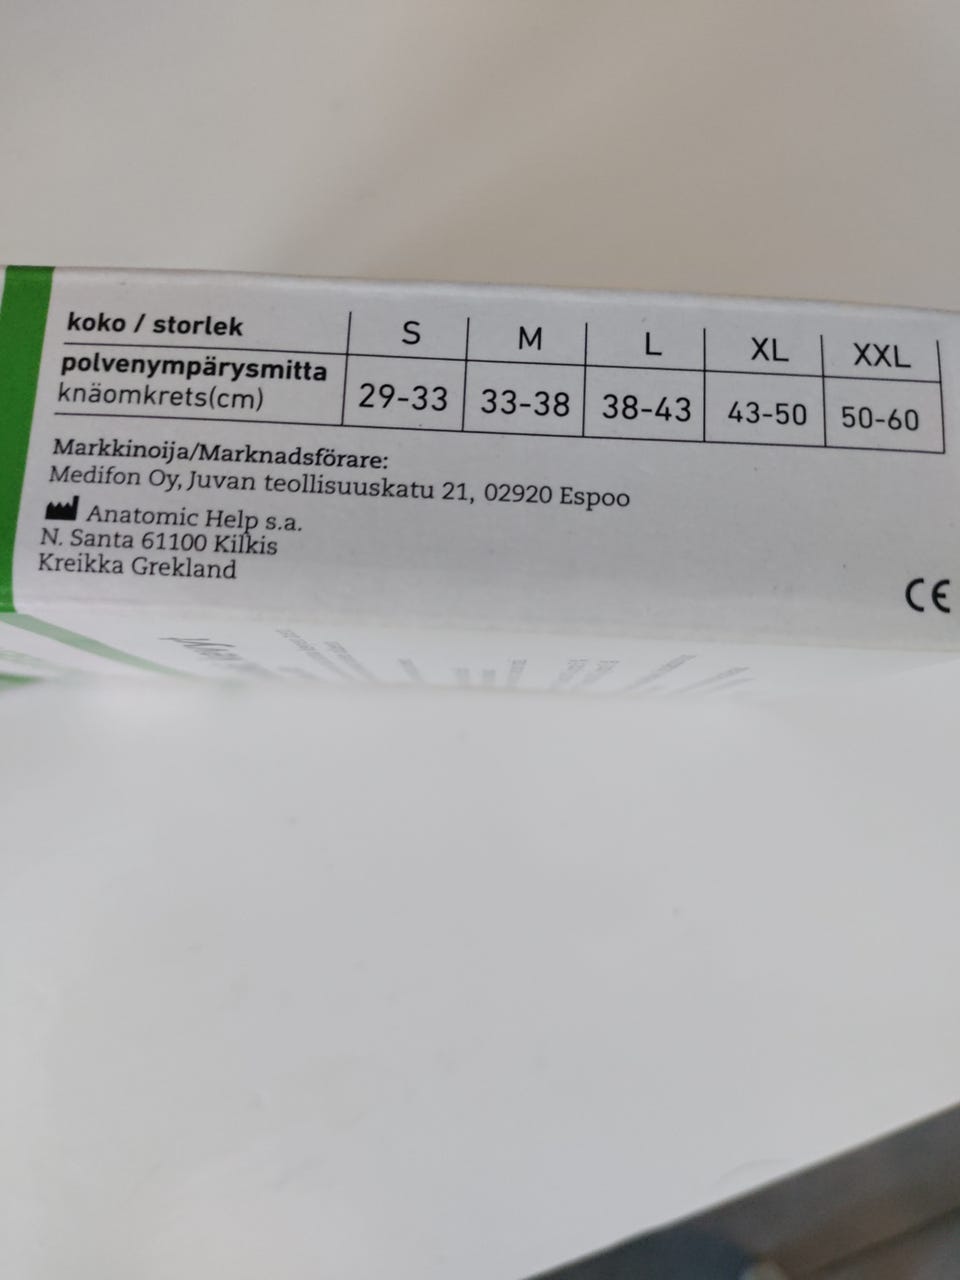 koko / storlek S M L XL XXL
polvenympärysmitta
knäomkrets(cm) 29-33 33-38 38-43 43-50 50-60
Markkinoija/Marknadsförare:
Medifon Oy, Juvan teollisuuskatu 21, 02920 Espoo
Anatomic Help s.a.
N. Santa 61100 Kilkis
Kreikka Grekland
CE